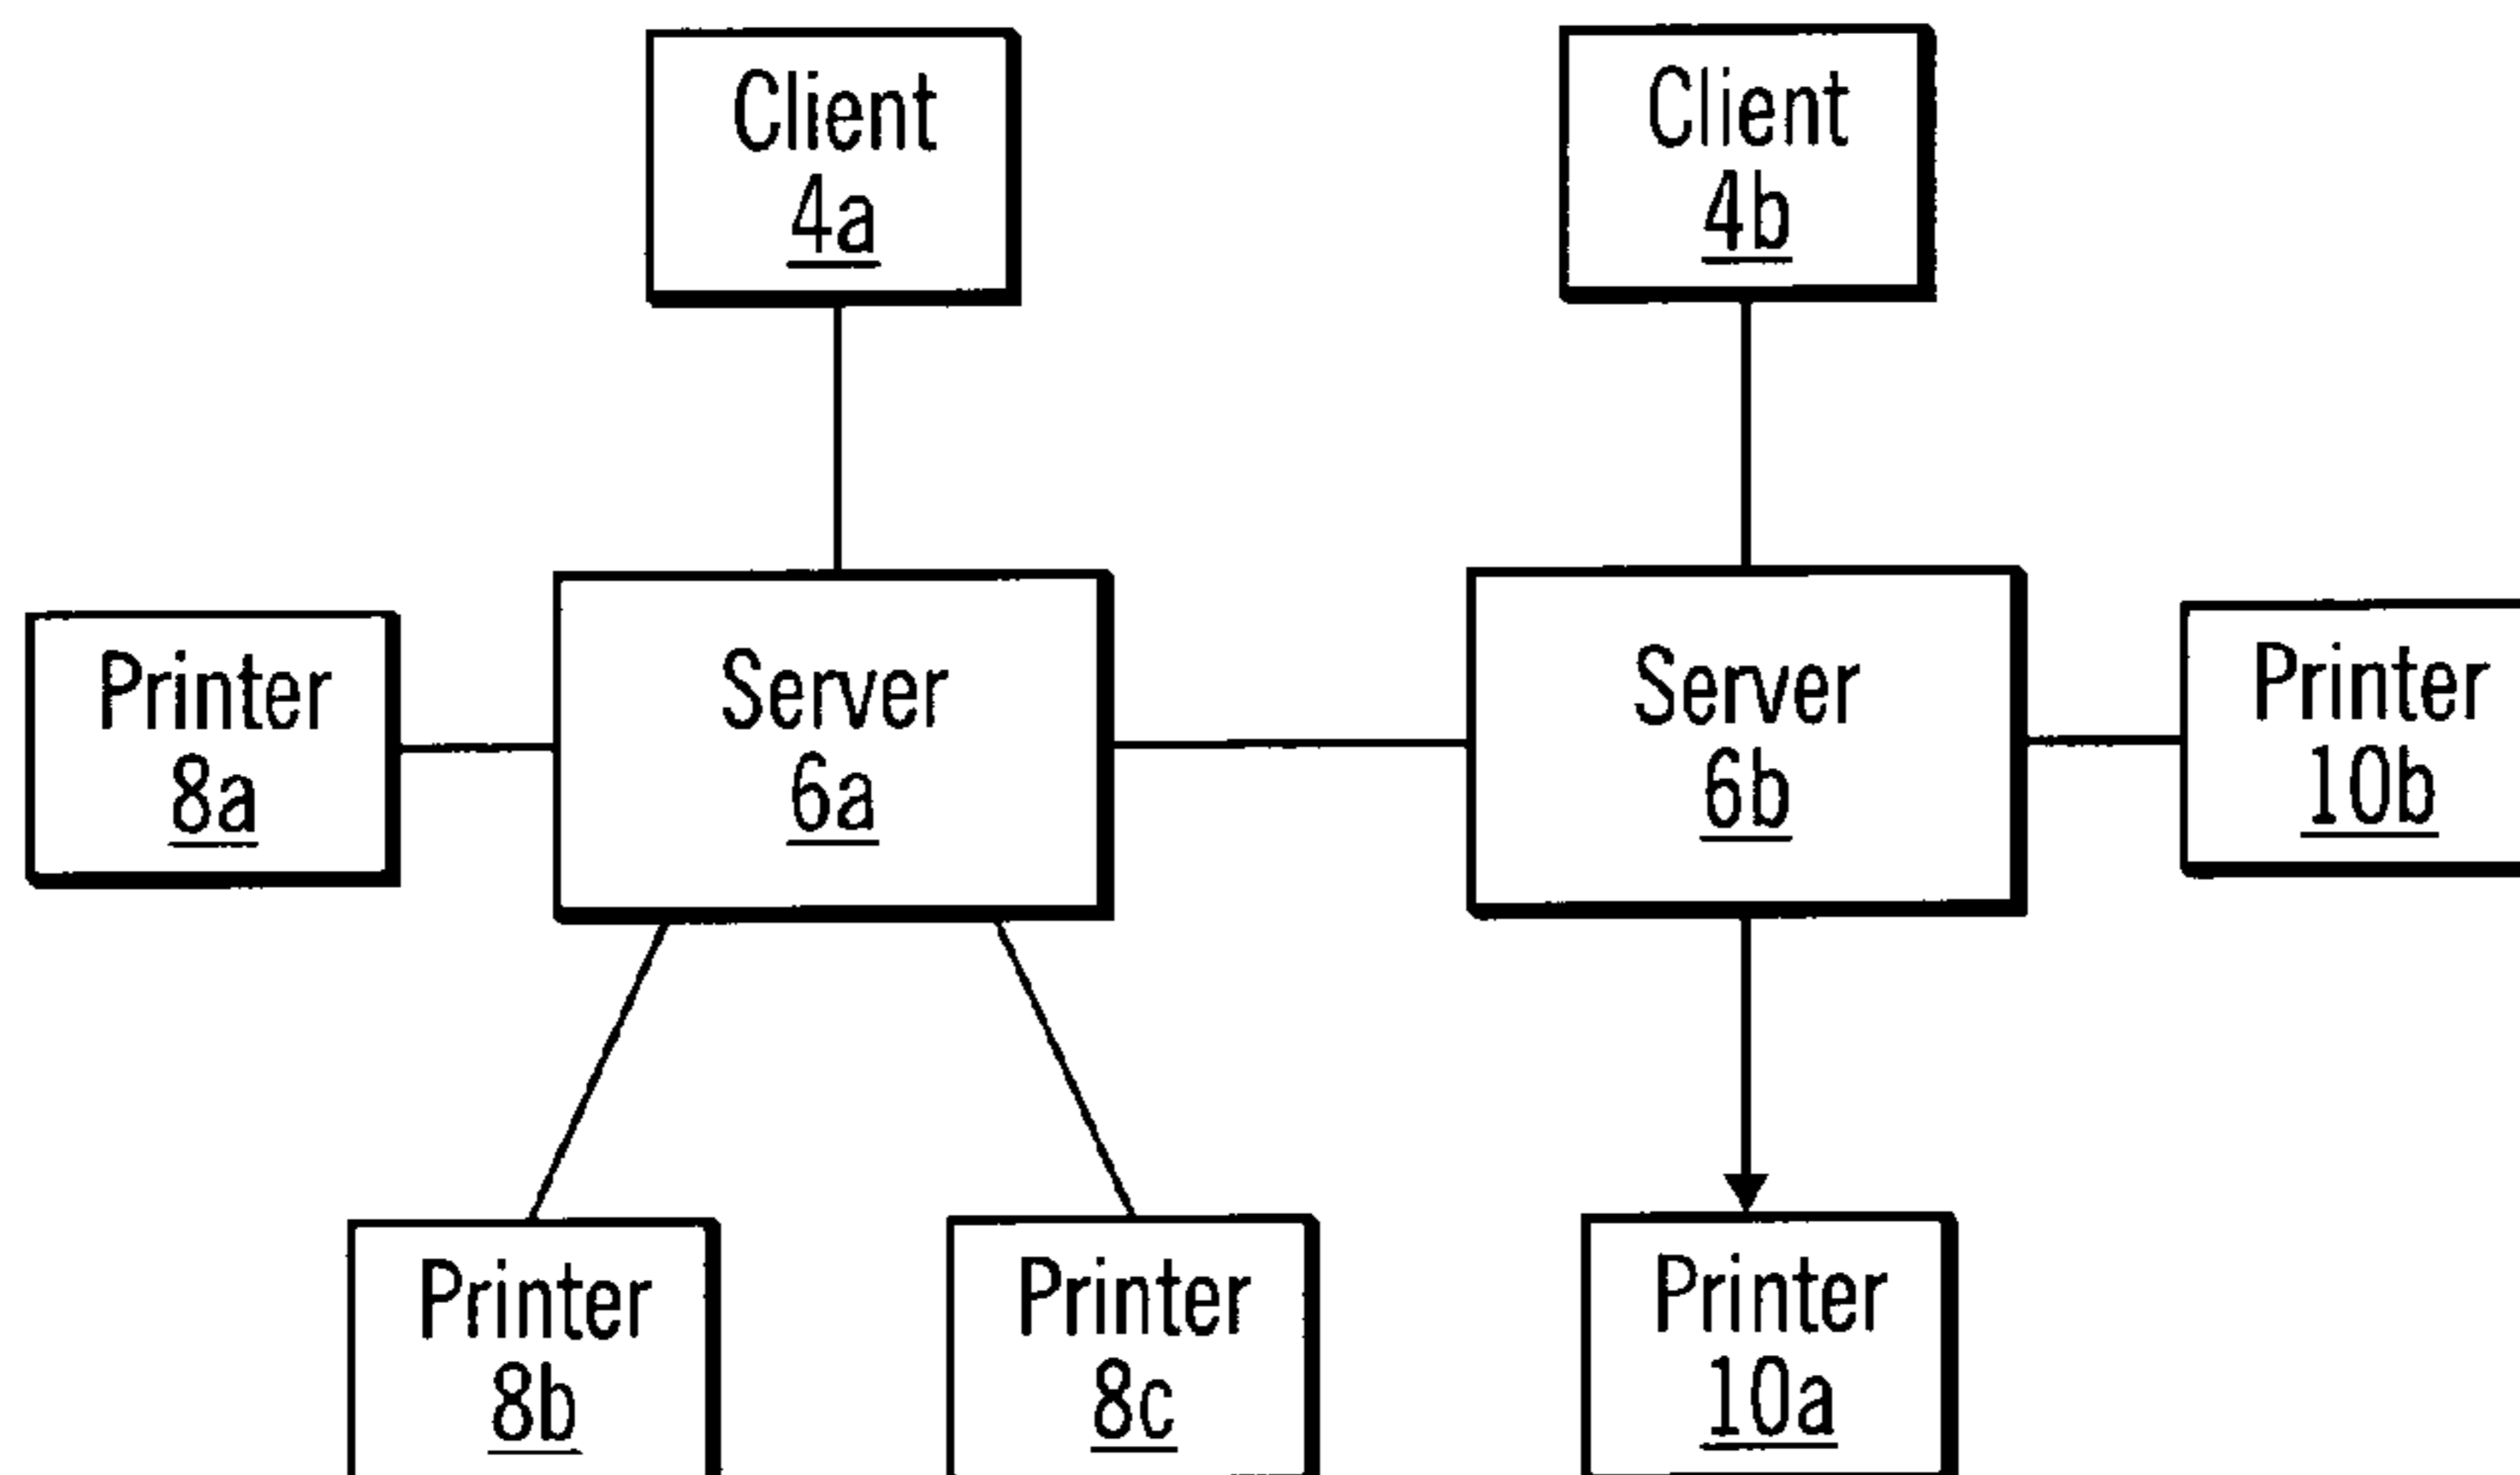 Client
4a
Client
4b
Printer
8a
Server
6a
Server
6b
Printer
10b
Printer
8b
Printer
8c
Printer
10a